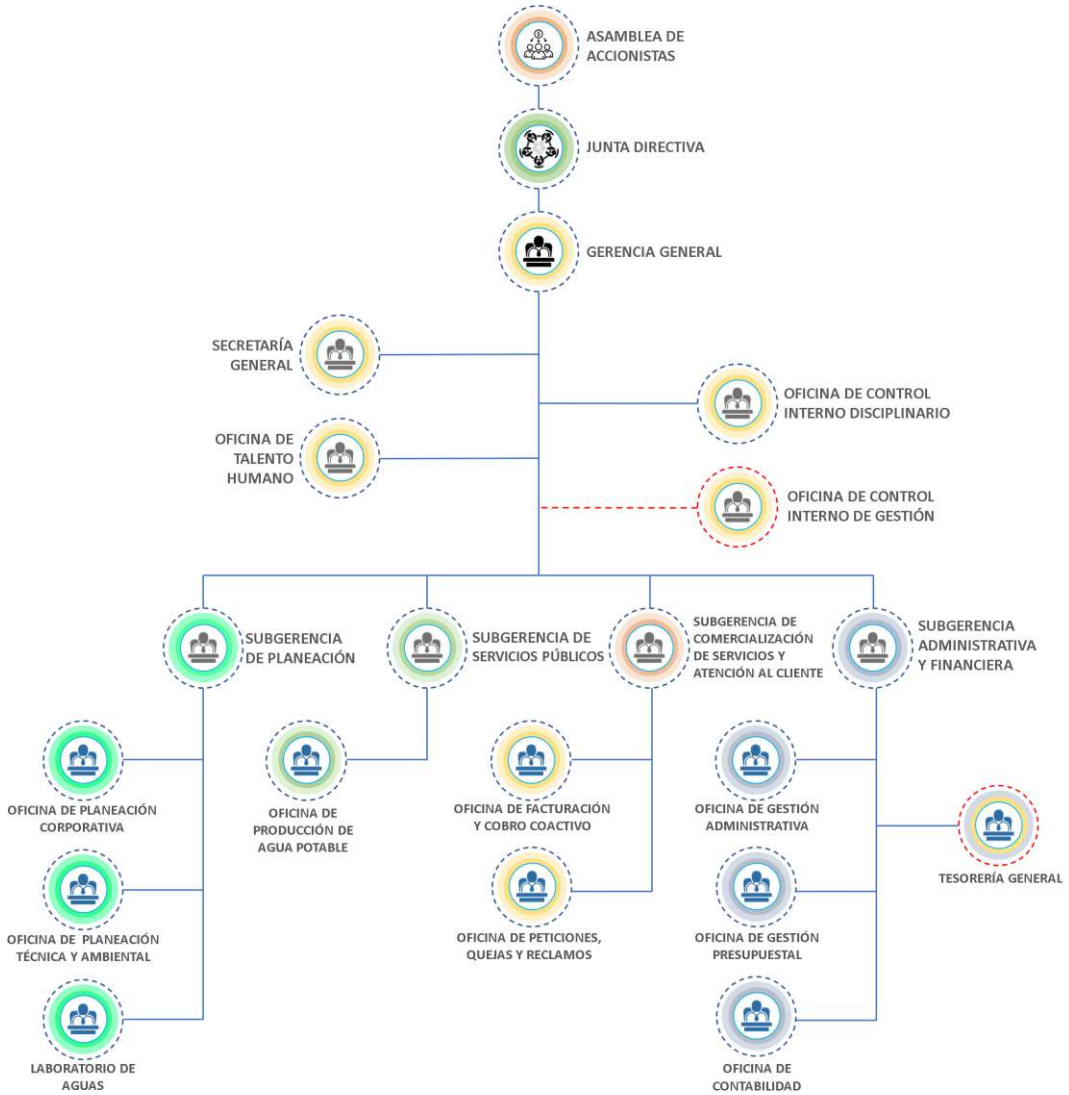 ASAMBLEA DE
ACCIONISTAS
JUNTA DIRECTIVA
GERENCIA GENERAL
SECRETARÍA
GENERAL
OFICINA DE CONTROL
INTERNO DISCIPLINARIO
OFICINA DE
TALENTO
HUMANO
OFICINA DE CONTROL
INTERNO DE GESTIÓN
SUBGERENCIA
DE PLANEACIÓN
SUBGERENCIA DE
SERVICIOS PÚBLICOS
SUBGERENCIA DE
COMERCIALIZACIÓN
DE SERVICIOS Y
ATENCIÓN AL CLIENTE
SUBGERENCIA
ADMINISTRATIVA
Y FINANCIERA
OFICINA DE PLANEACIÓN
CORPORATIVA
OFICINA DE
PRODUCCIÓN DE
AGUA POTABLE
OFICINA DE FACTURACIÓN
Y COBRO COACTIVO
OFICINA DE GESTIÓN
ADMINISTRATIVA
TESORERÍA GENERAL
OFICINA DE PLANEACIÓN
TÉCNICA Y AMBIENTAL
OFICINA DE PETICIONES,
QUEJAS Y RECLAMOS
OFICINA DE GESTIÓN
PRESUPUESTAL
LABORATORIO DE
AGUAS
OFICINA DE
CONTABILIDAD